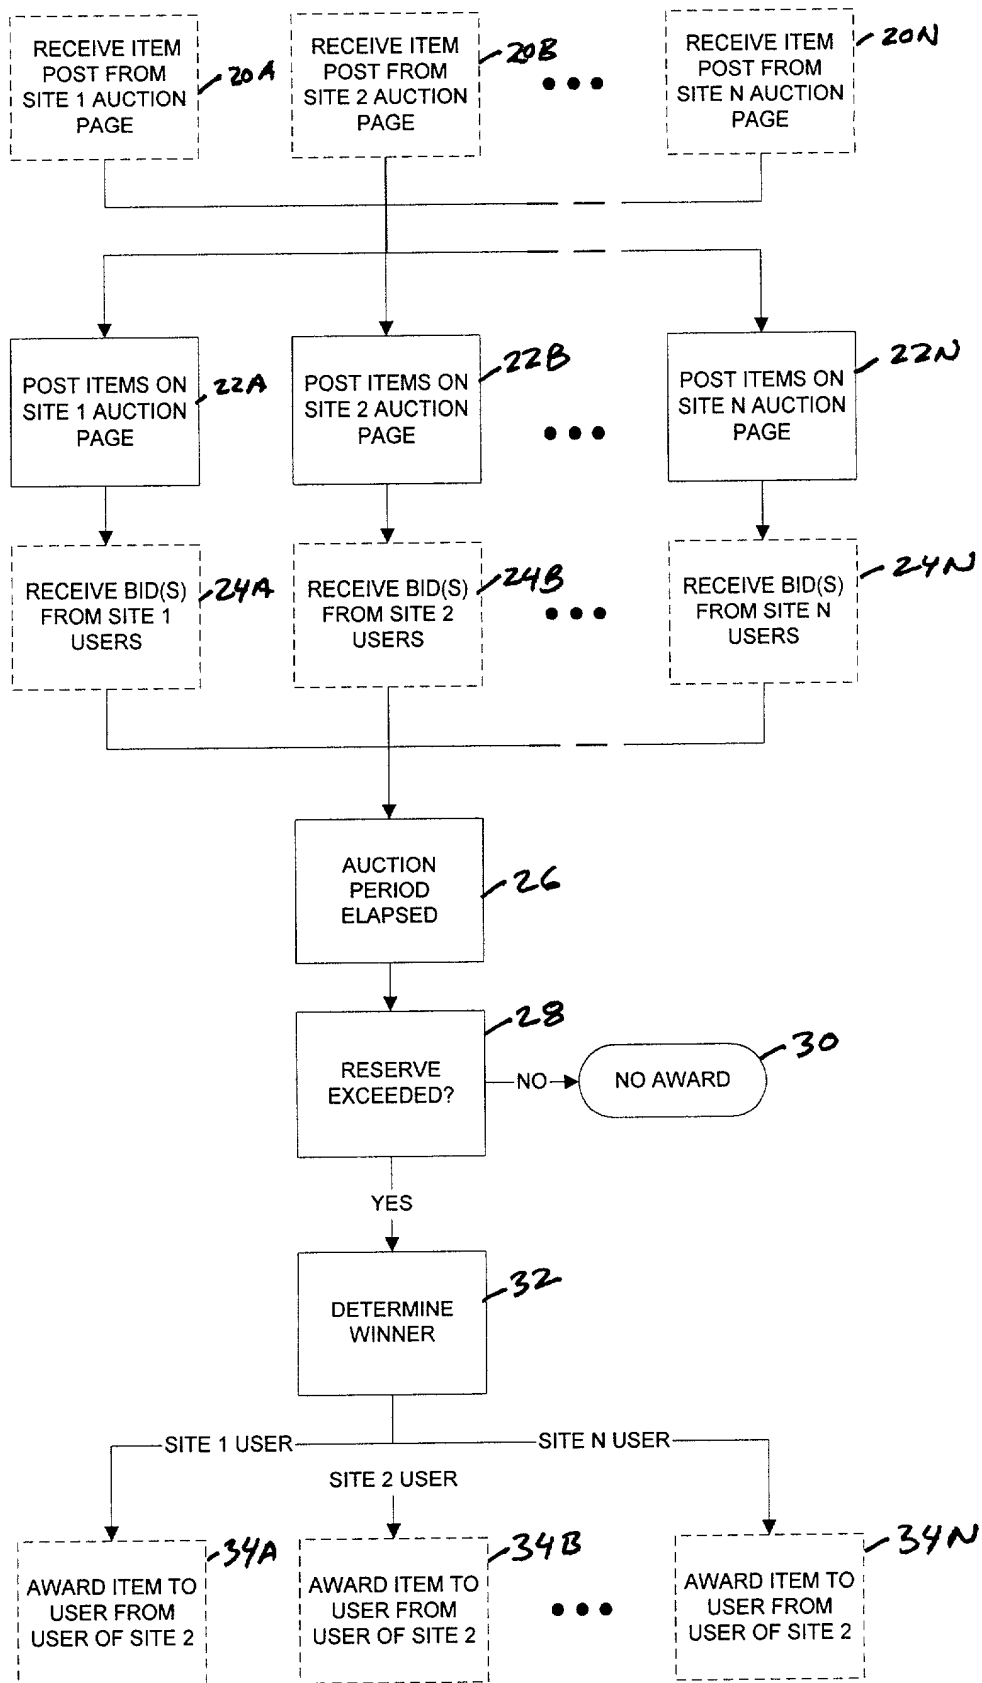 RECEIVE ITEM
POST FROM
SITE 1 AUCTION
PAGE
20A
RECEIVE ITEM
POST FROM
SITE 2 AUCTION
PAGE
20B
RECEIVE ITEM
POST FROM
SITE N AUCTION
PAGE
20N
POST ITEMS ON
SITE 1 AUCTION
PAGE
22A
POST ITEMS ON
SITE 2 AUCTION
PAGE
22B
POST ITEMS ON
SITE N AUCTION
PAGE
22N
RECEIVE BID(S)
FROM SITE 1
USERS
24A
RECEIVE BID(S)
FROM SITE 2
USERS
24B
RECEIVE BID(S)
FROM SITE N
USERS
24N
AUCTION
PERIOD
ELAPSED
26
RESERVE
EXCEEDED?
28
NO
NO AWARD
30
YES
DETERMINE
WINNER
32
SITE 1 USER
SITE 2 USER
SITE N USER
AWARD ITEM TO
USER FROM
USER OF SITE 2
34A
AWARD ITEM TO
USER FROM
USER OF SITE 2
34B
AWARD ITEM TO
USER FROM
USER OF SITE 2
34N